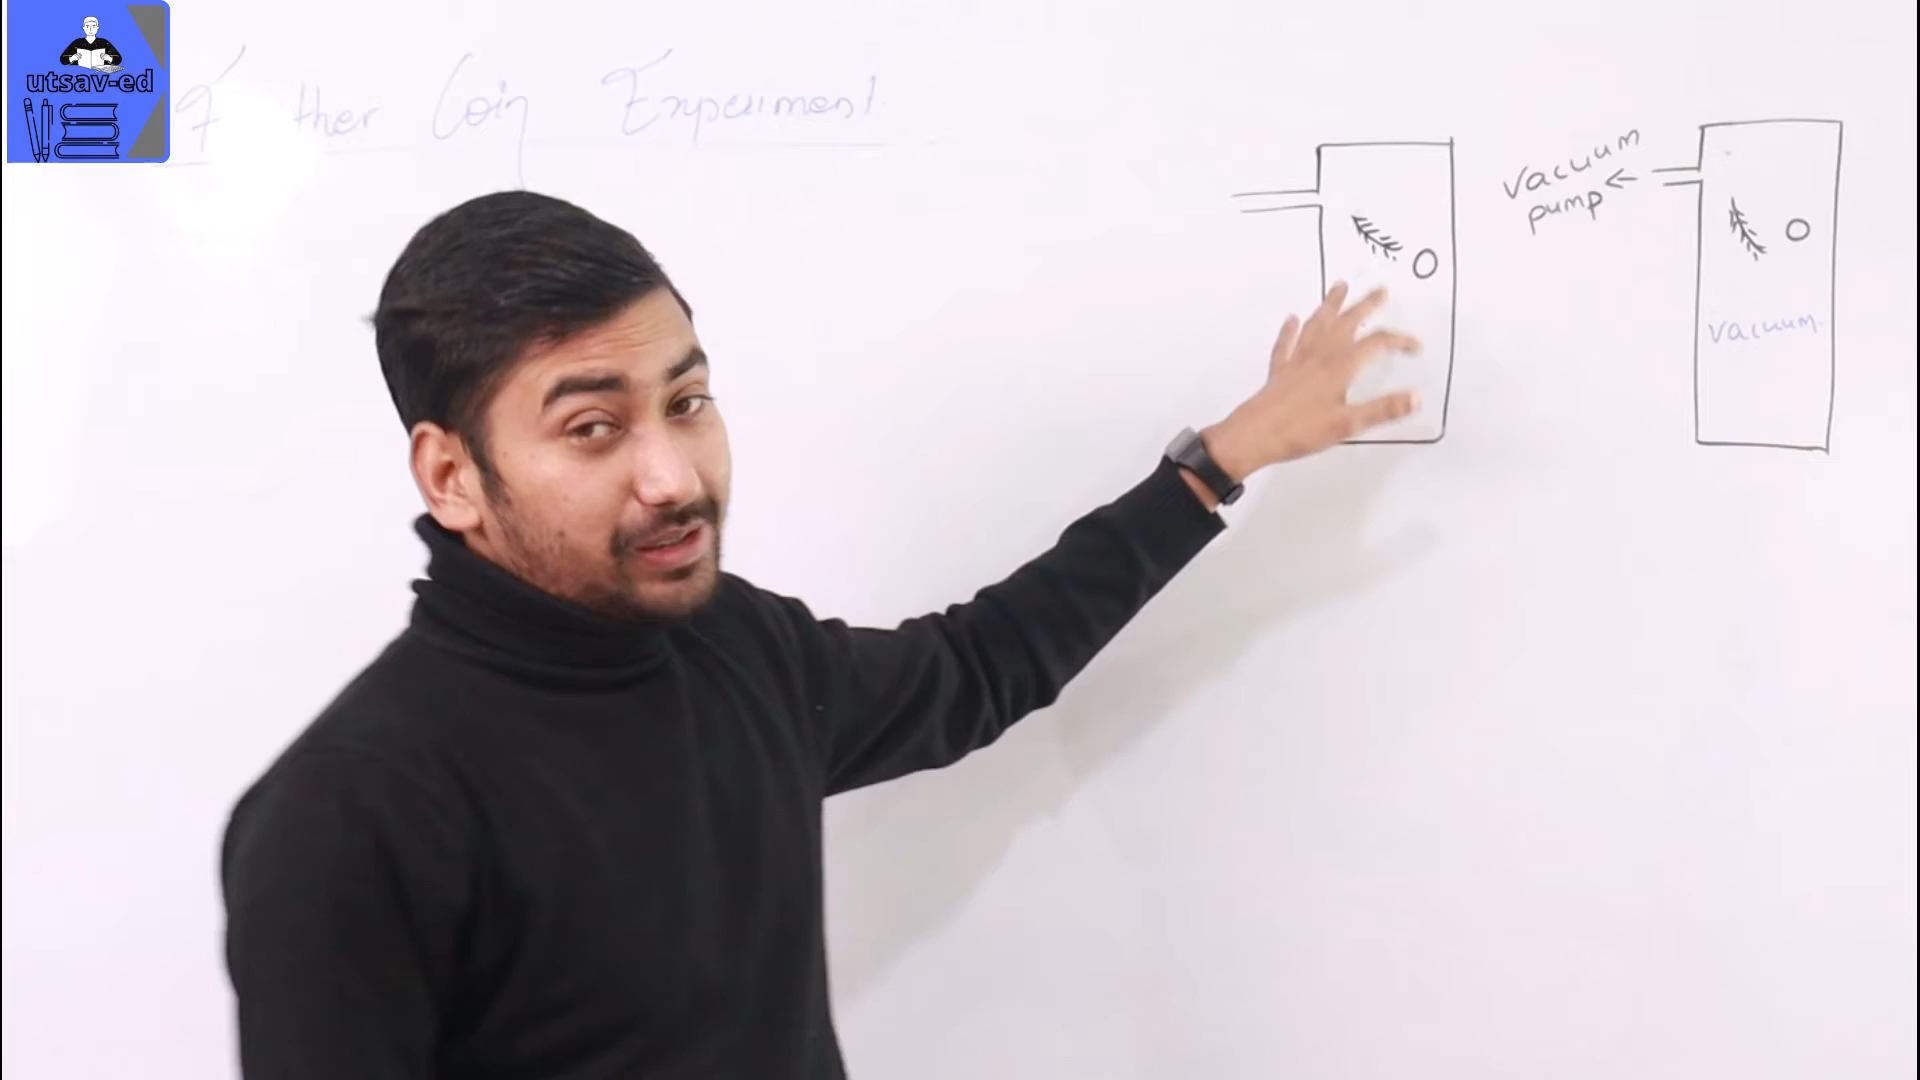 utsav-ed
F ther Coin Experiment.
vacuum
pump
vacuum.